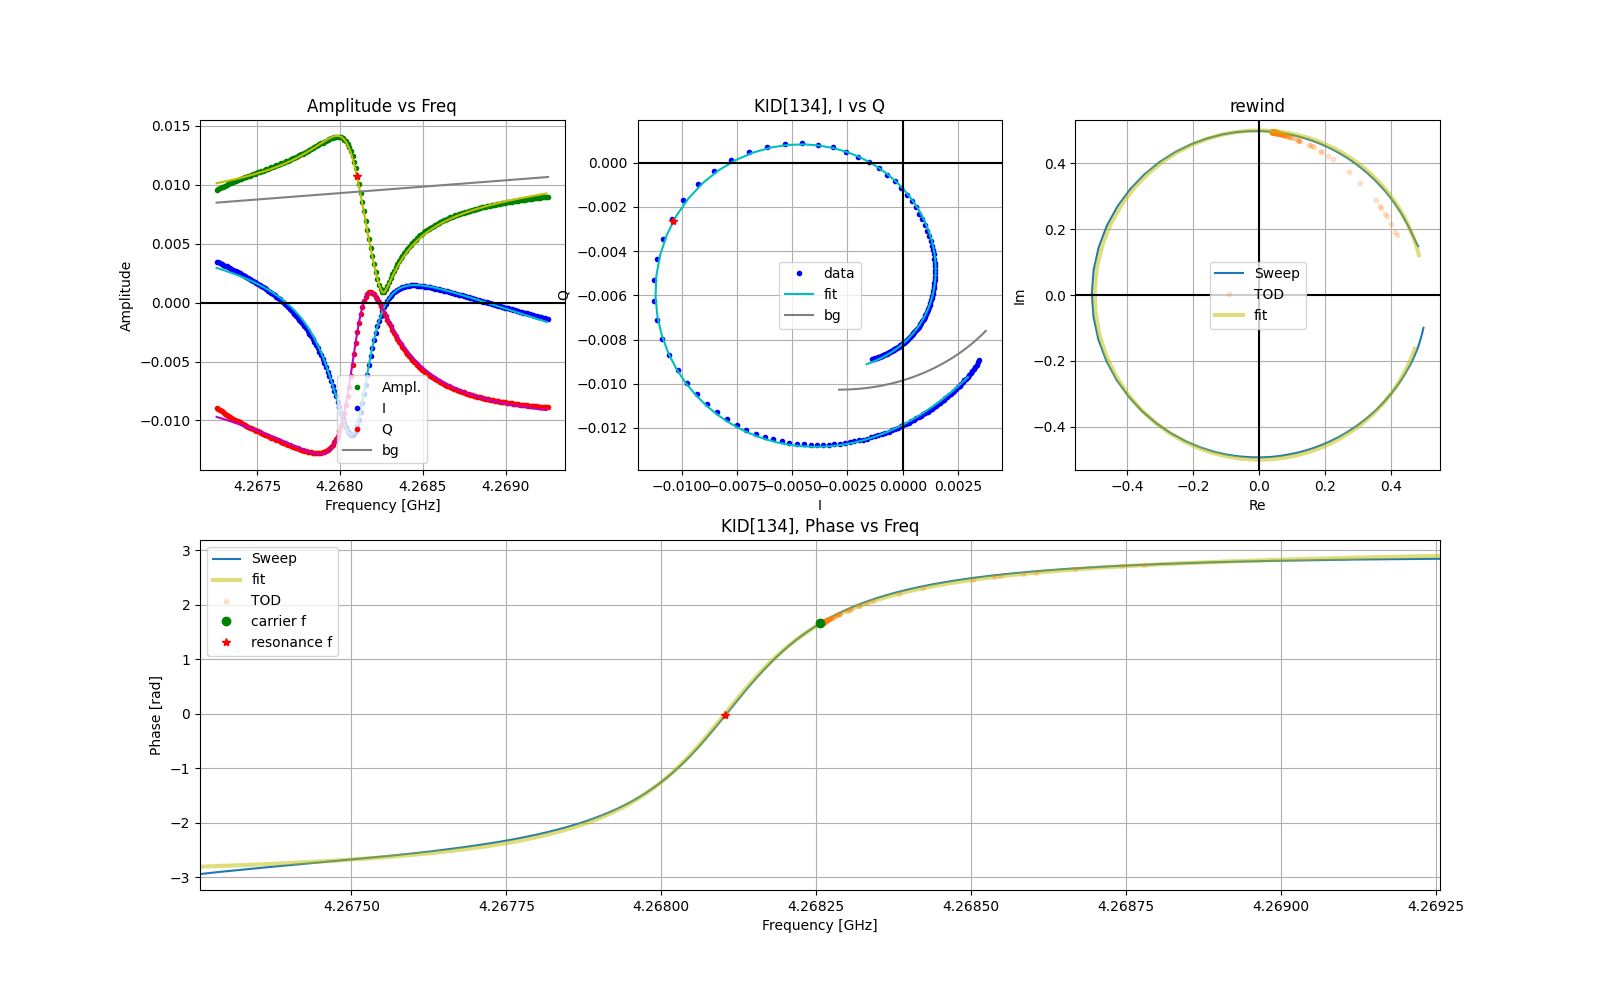 Amplitude vs Freq
0.015
0.010
0.005
0.000
−0.005
−0.010
Amplitude
Ampl.
I
Q
bg
4.2675 4.2680 4.2685 4.2690
Frequency [GHz]
KID[134], I vs Q
0.000
−0.002
−0.004
−0.006
−0.008
−0.010
−0.012
Q
data
fit
bg
−0.0100 −0.0075 −0.0050 −0.0025 0.0000 0.0025
I
rewind
0.4
0.2
0.0
−0.2
−0.4
Im
Sweep
TOD
fit
−0.4 −0.2 0.0 0.2 0.4
Re
KID[134], Phase vs Freq
3
2
1
0
−1
−2
−3
Phase [rad]
Sweep
fit
TOD
carrier f
resonance f
4.26750 4.26775 4.26800 4.26825 4.26850 4.26875 4.26900 4.26925
Frequency [GHz]